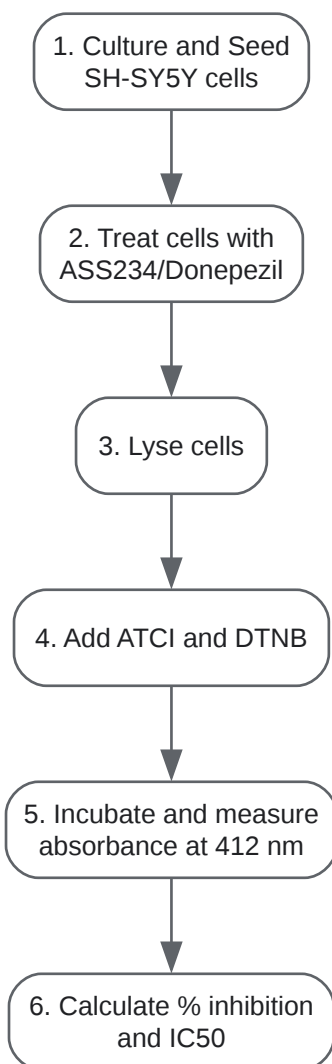 1. Culture and Seed
SH-SY5Y cells
2. Treat cells with
ASS234/Donepezil
3. Lyse cells
4. Add ATCI and DTNB
5. Incubate and measure
absorbance at 412 nm
6. Calculate % inhibition
and IC50